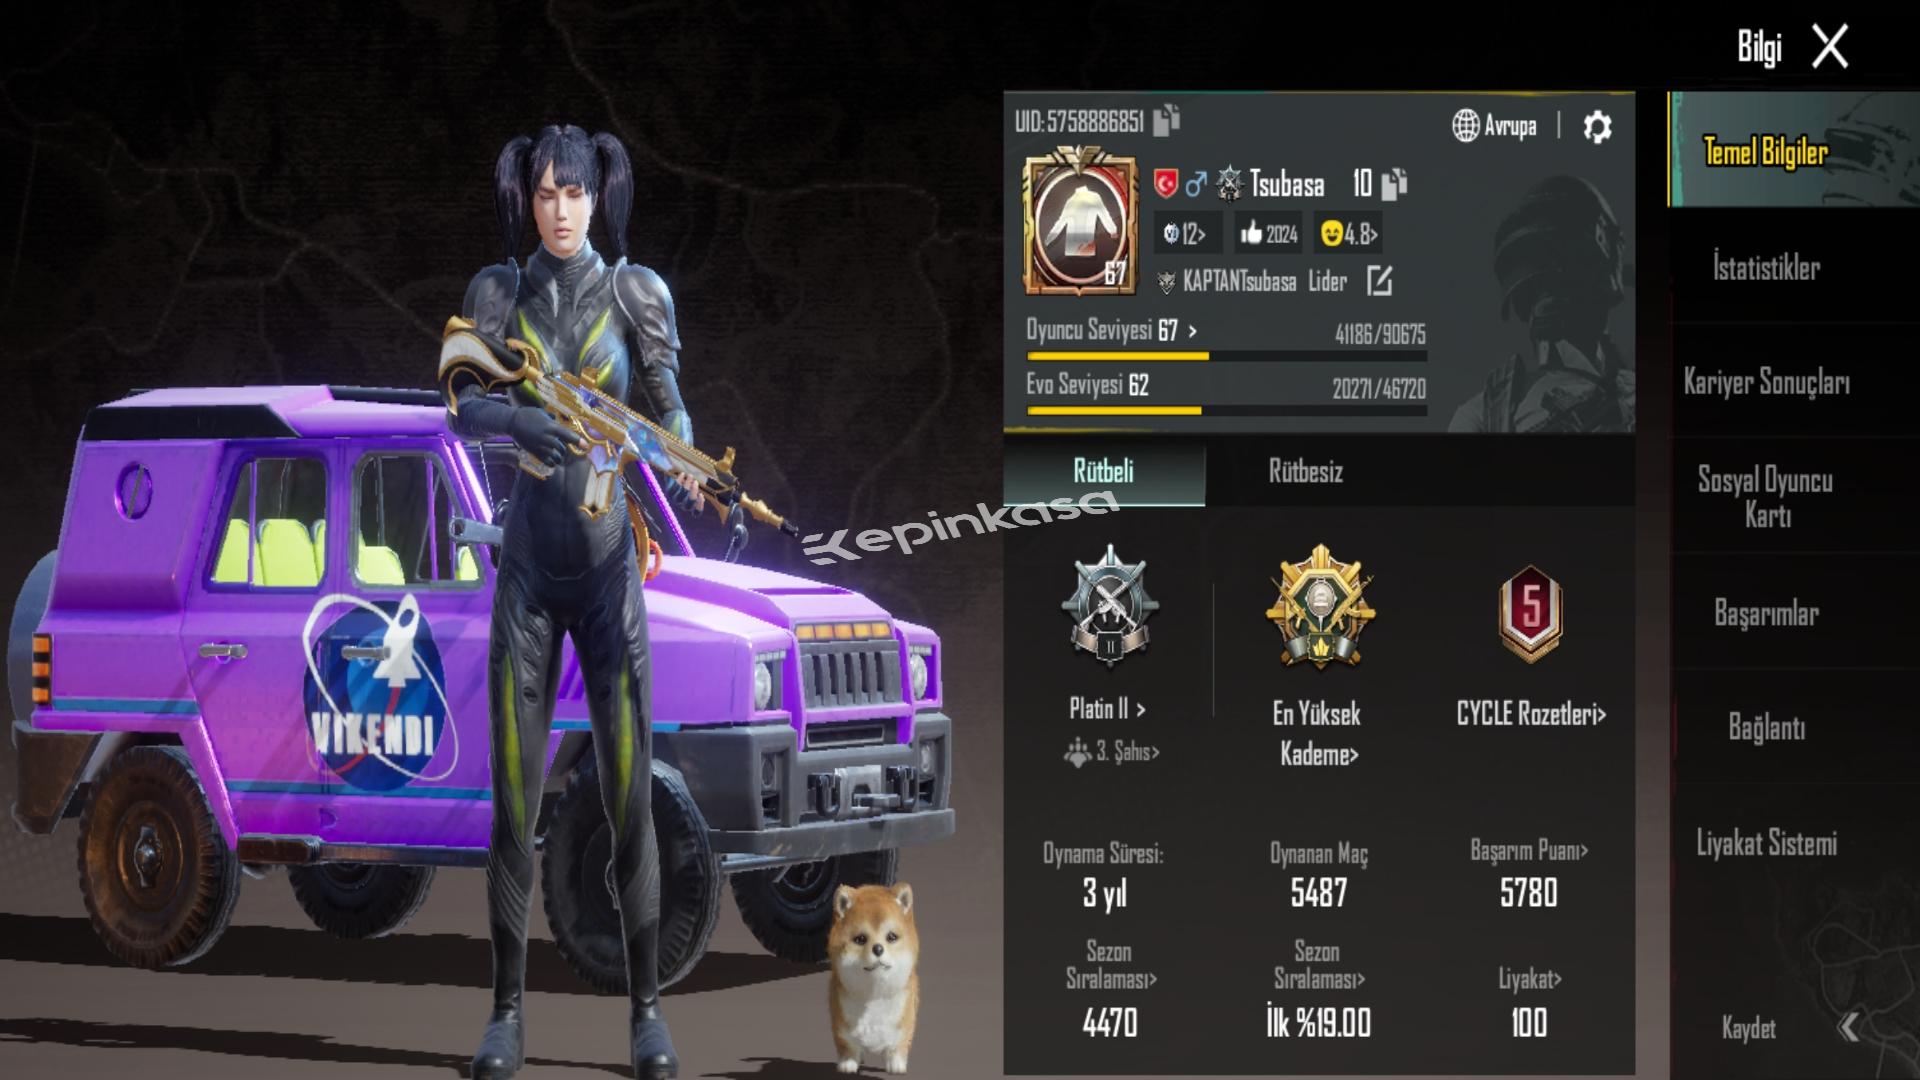 Bilgi
UID:5758886851
Avrupa
Tsubasa 10
12>
2024
4.8>
67
KAPTANTsubasa Lider
Oyuncu Seviyesi 67 >
41186/90675
Evo Seviyesi 62
20271/46720
Rütbeli
Rütbesiz
epinkasa
5
II
Platin II >
3. Şahıs>
En Yüksek
Kademe>
CYCLE Rozetleri>
Oynama Süresi:
3 yıl
Oynanan Maç
5487
Başarım Puanı>
5780
Sezon
Sıralaması>
4470
Sezon
Sıralaması>
İlk %19.00
Liyakat>
100
Temel Bilgiler
İstatistikler
Kariyer Sonuçları
Sosyal Oyuncu
Kartı
Başarımlar
Bağlantı
Liyakat Sistemi
Kaydet
VIKENDI